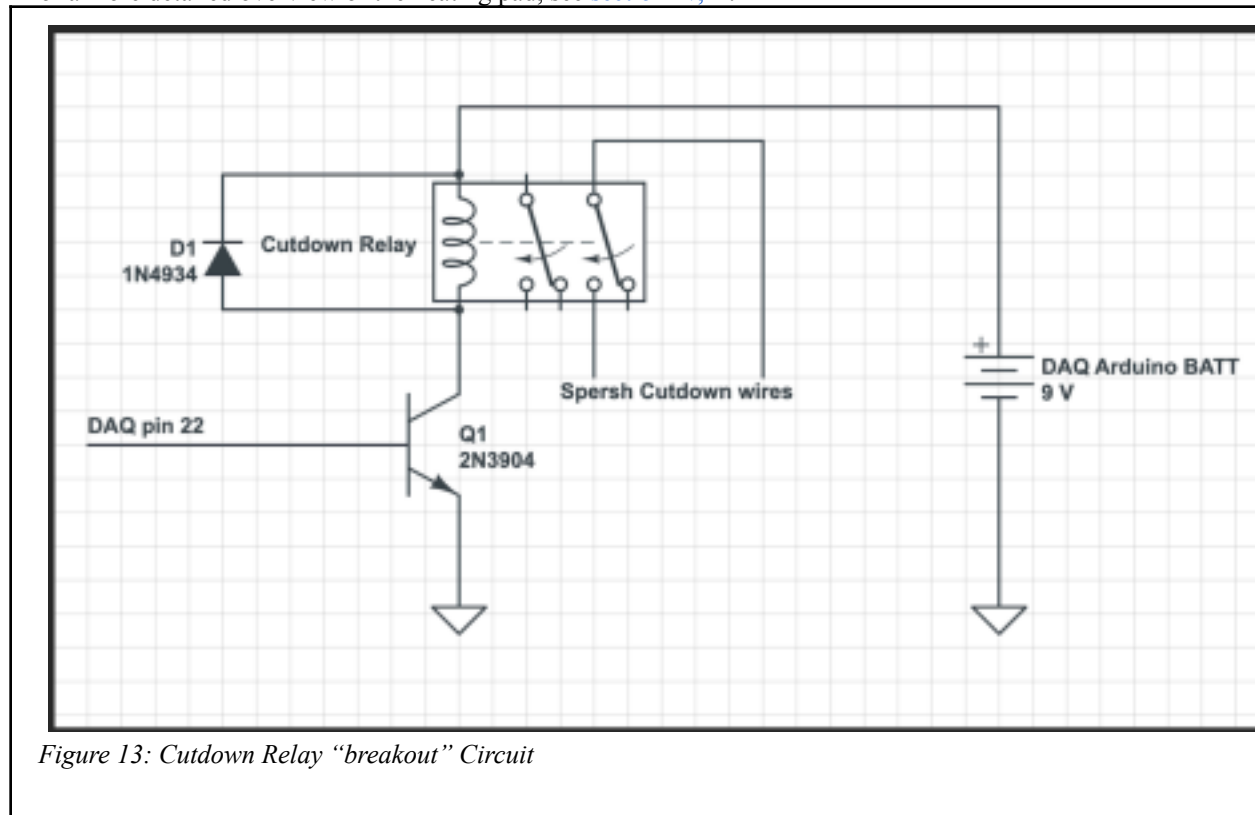 D1
1N4934
Cutdown Relay
Spersh Cutdown wires
+
DAQ Arduino BATT
9 V
DAQ pin 22
Q1
2N3904
Figure 13: Cutdown Relay “breakout” Circuit